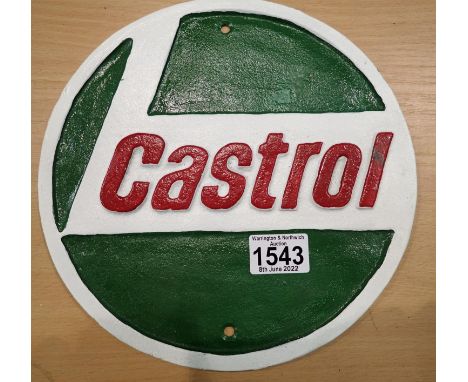 Castrol
Warrington & Northwich
Auction
1543
8th June 2022